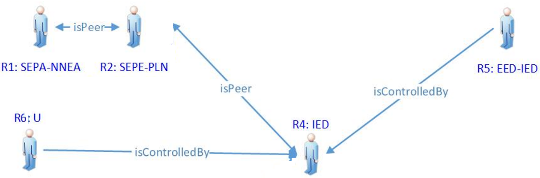 isPeer
R1: SEPA-NNEA
R2: SEPE-PLN
R5: EED-IED
isPeer
isControlledBy
R6: U
R4: IED
isControlledBy